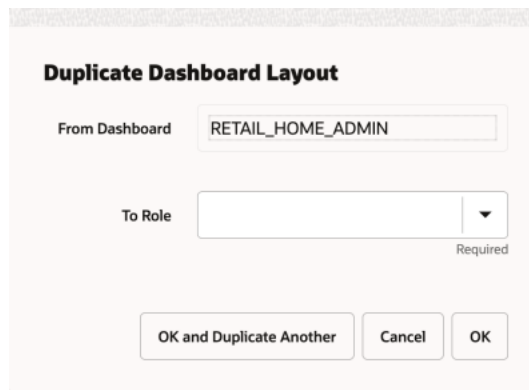 Duplicate Dashboard Layout
From Dashboard RETAIL_HOME_ADMIN
To Role
Required
OK and Duplicate Another Cancel OK